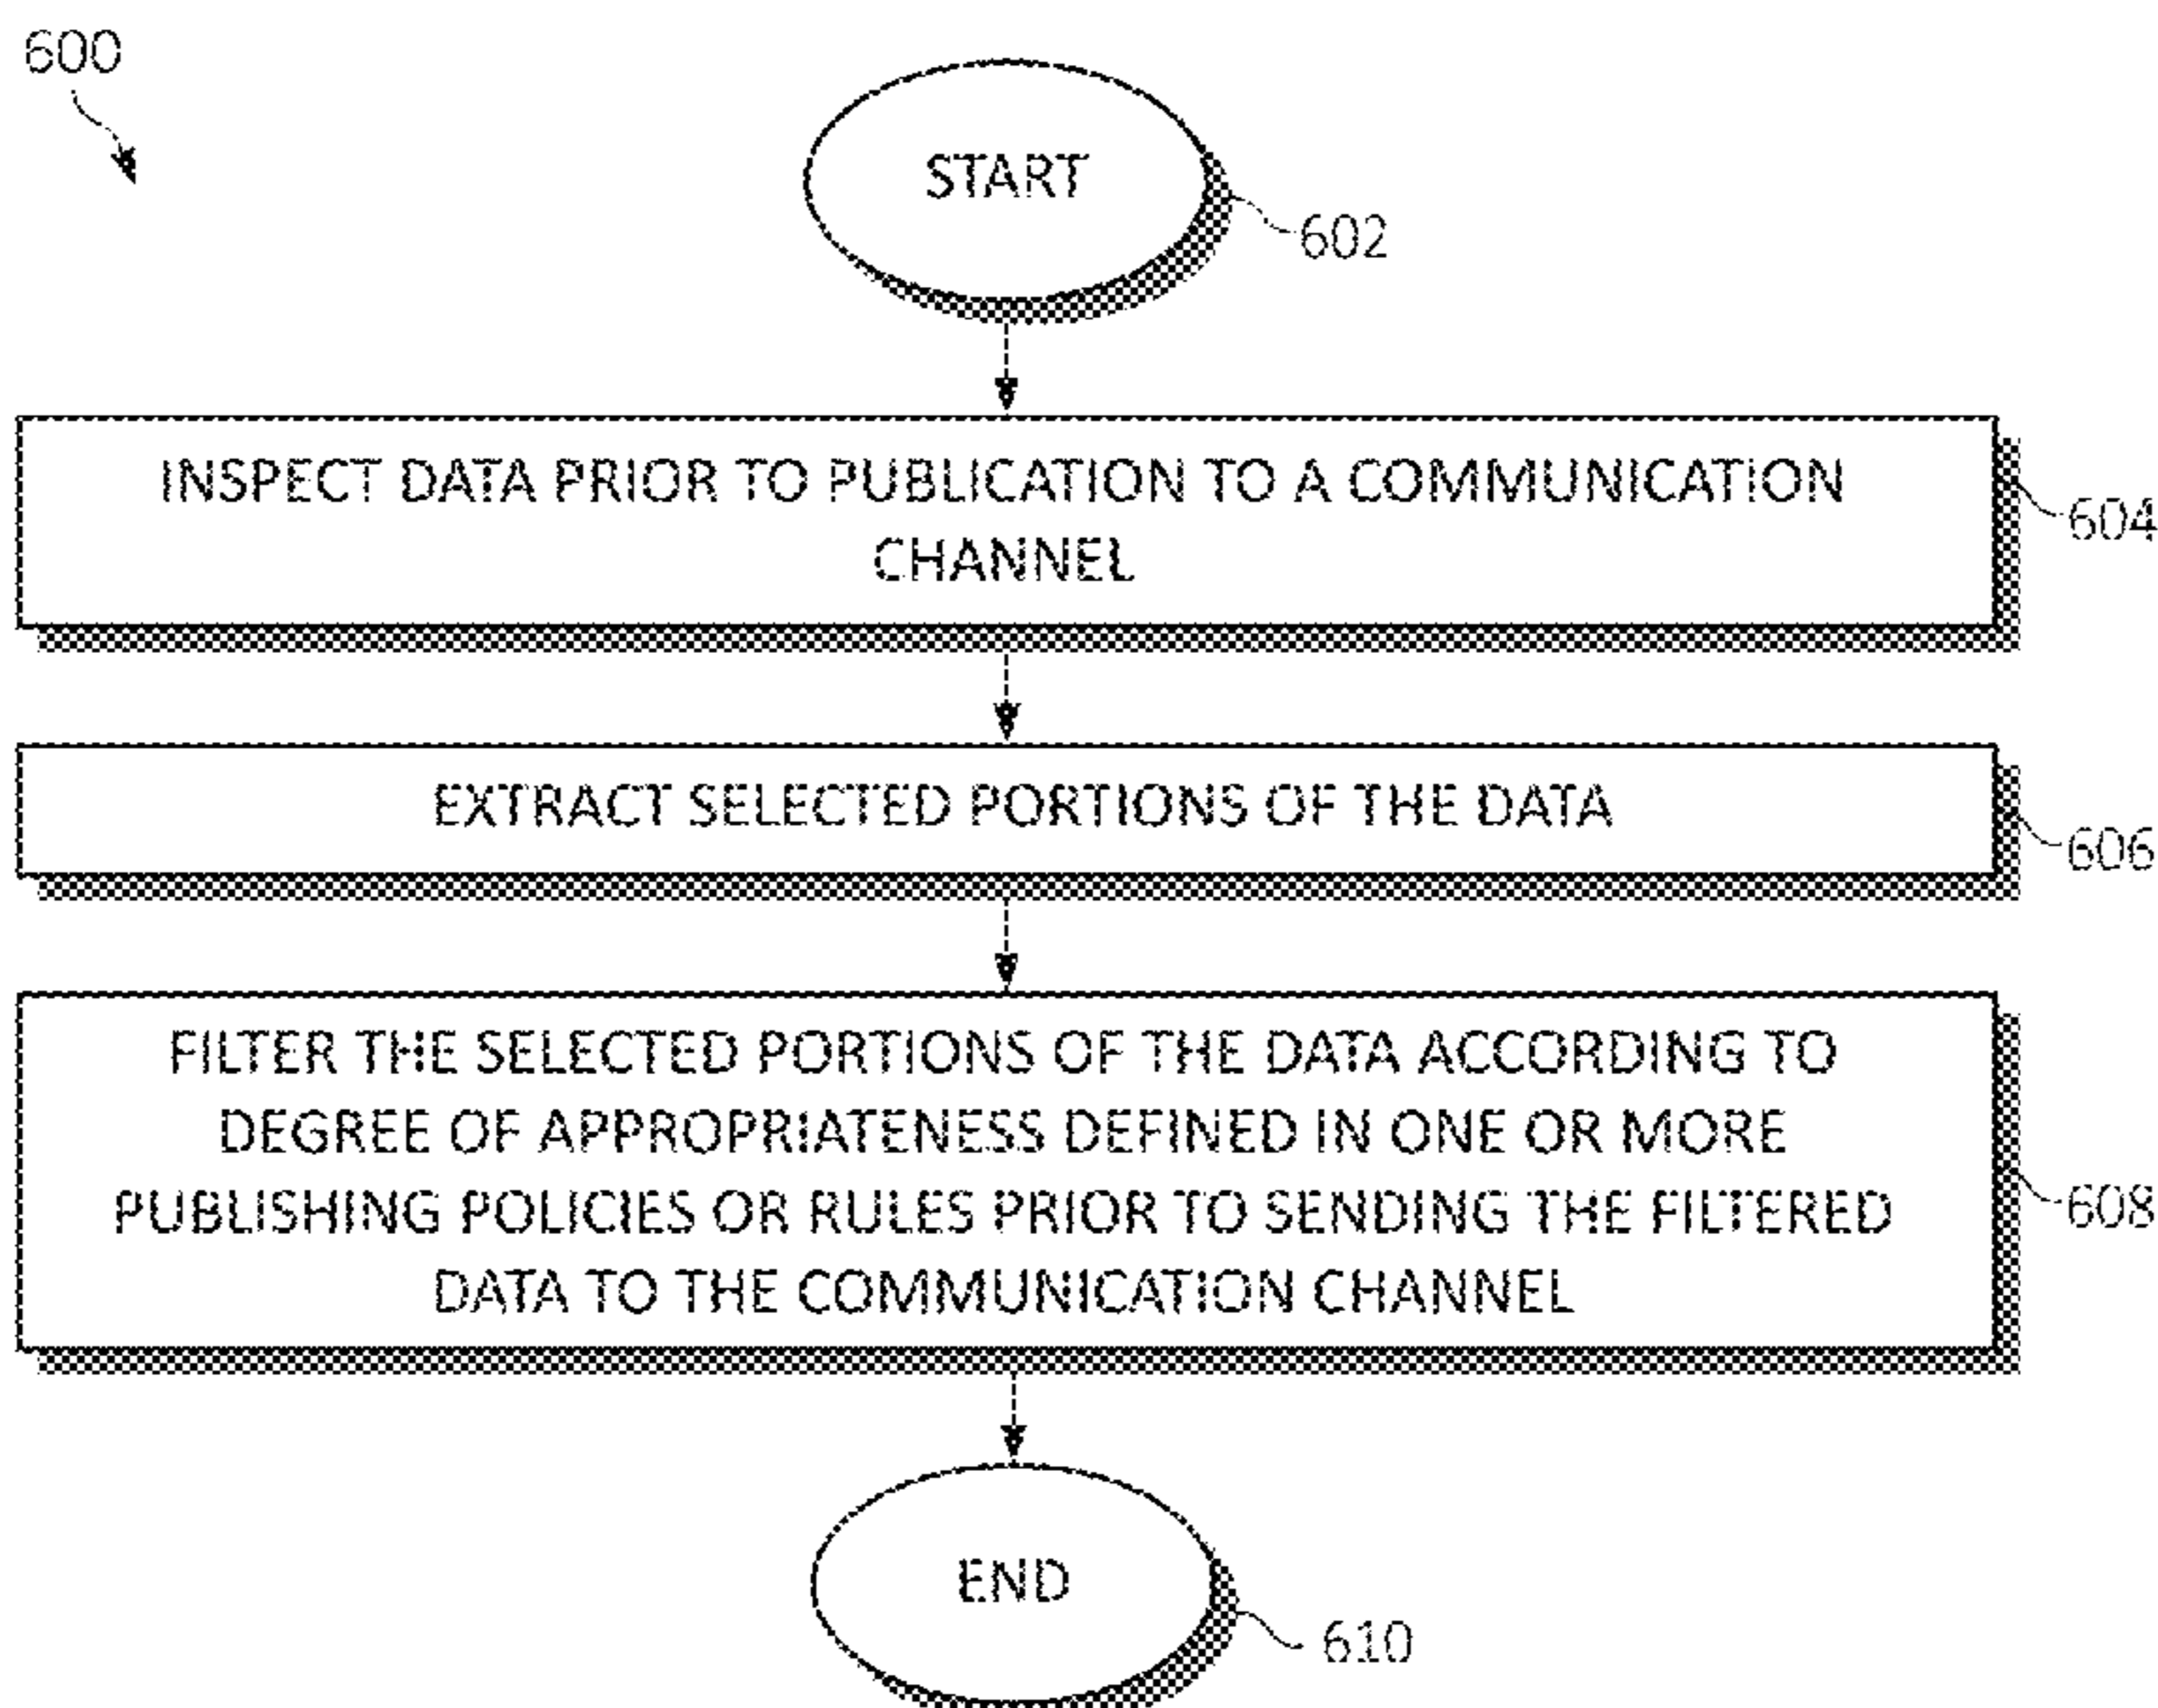 600
START
602
INSPECT DATA PRIOR TO PUBLICATION TO A COMMUNICATION
CHANNEL
604
EXTRACT SELECTED PORTIONS OF THE DATA
606
FILTER THE SELECTED PORTIONS OF THE DATA ACCORDING TO
DEGREE OF APPROPRIATENESS DEFINED IN ONE OR MORE
PUBLISHING POLICIES OR RULES PRIOR TO SENDING THE FILTERED
DATA TO THE COMMUNICATION CHANNEL
608
END
610